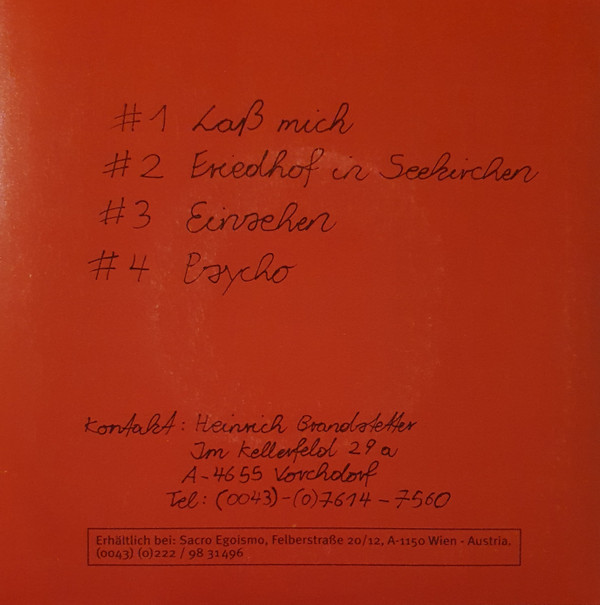 #1 Laß mich
#2 Friedhof in Seekirchen
#3 Einsehen
#4 Psycho
Kontakt: Heinrich Brandstetter
Im Kellerfeld 29a
A-4655 Vorchdorf
Tel: (0043)-(0)7614-7560
Erhältlich bei: Sacro Egoismo, Felberstraße 20/12, A-1150 Wien - Austria.
(0043) (0)222 / 98 31496